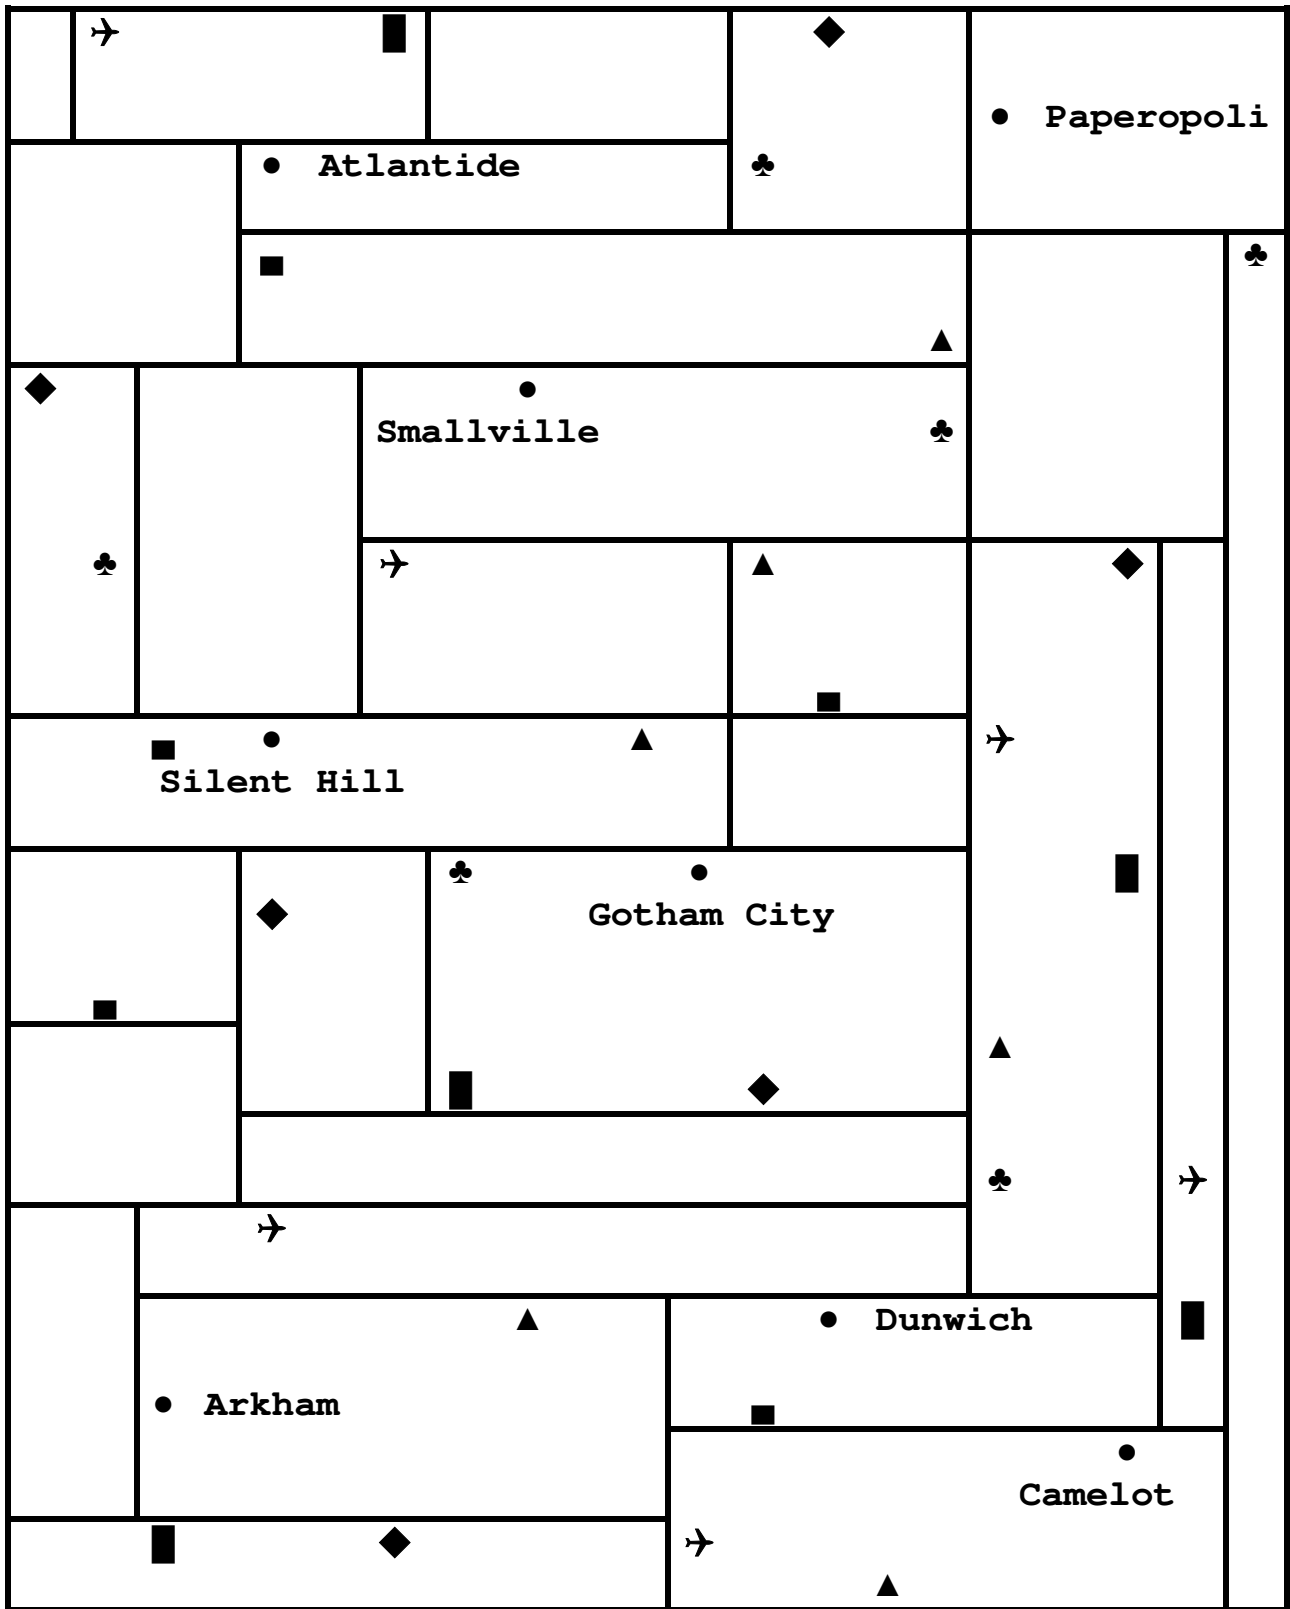 Paperopoli
Atlantide
Smallville
Silent Hill
Gotham City
Dunwich
Arkham
Camelot